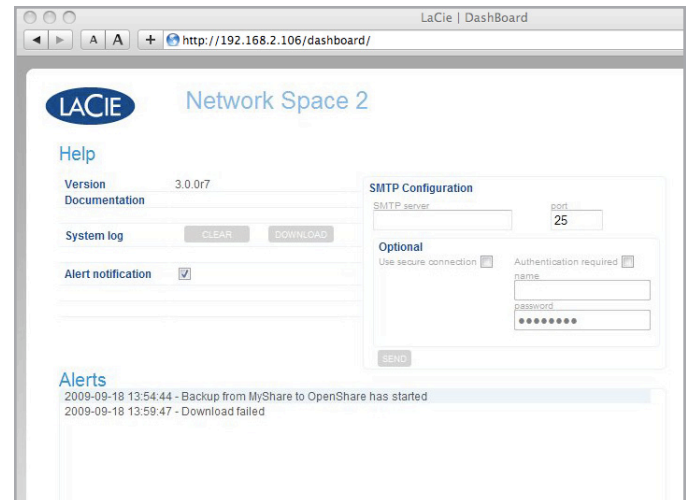 LaCie | DashBoard
A A + http://192.168.2.106/dashboard/
LACIE
Network Space 2
Help
Version 3.0.0r7
Documentation
System log CLEAR DOWNLOAD
Alert notification
SMTP Configuration
SMTP server port
25
Optional
Use secure connection Authentication required
name
password
●●●●●●●●
SEND
Alerts
2009-09-18 13:54:44 - Backup from MyShare to OpenShare has started
2009-09-18 13:59:47 - Download failed